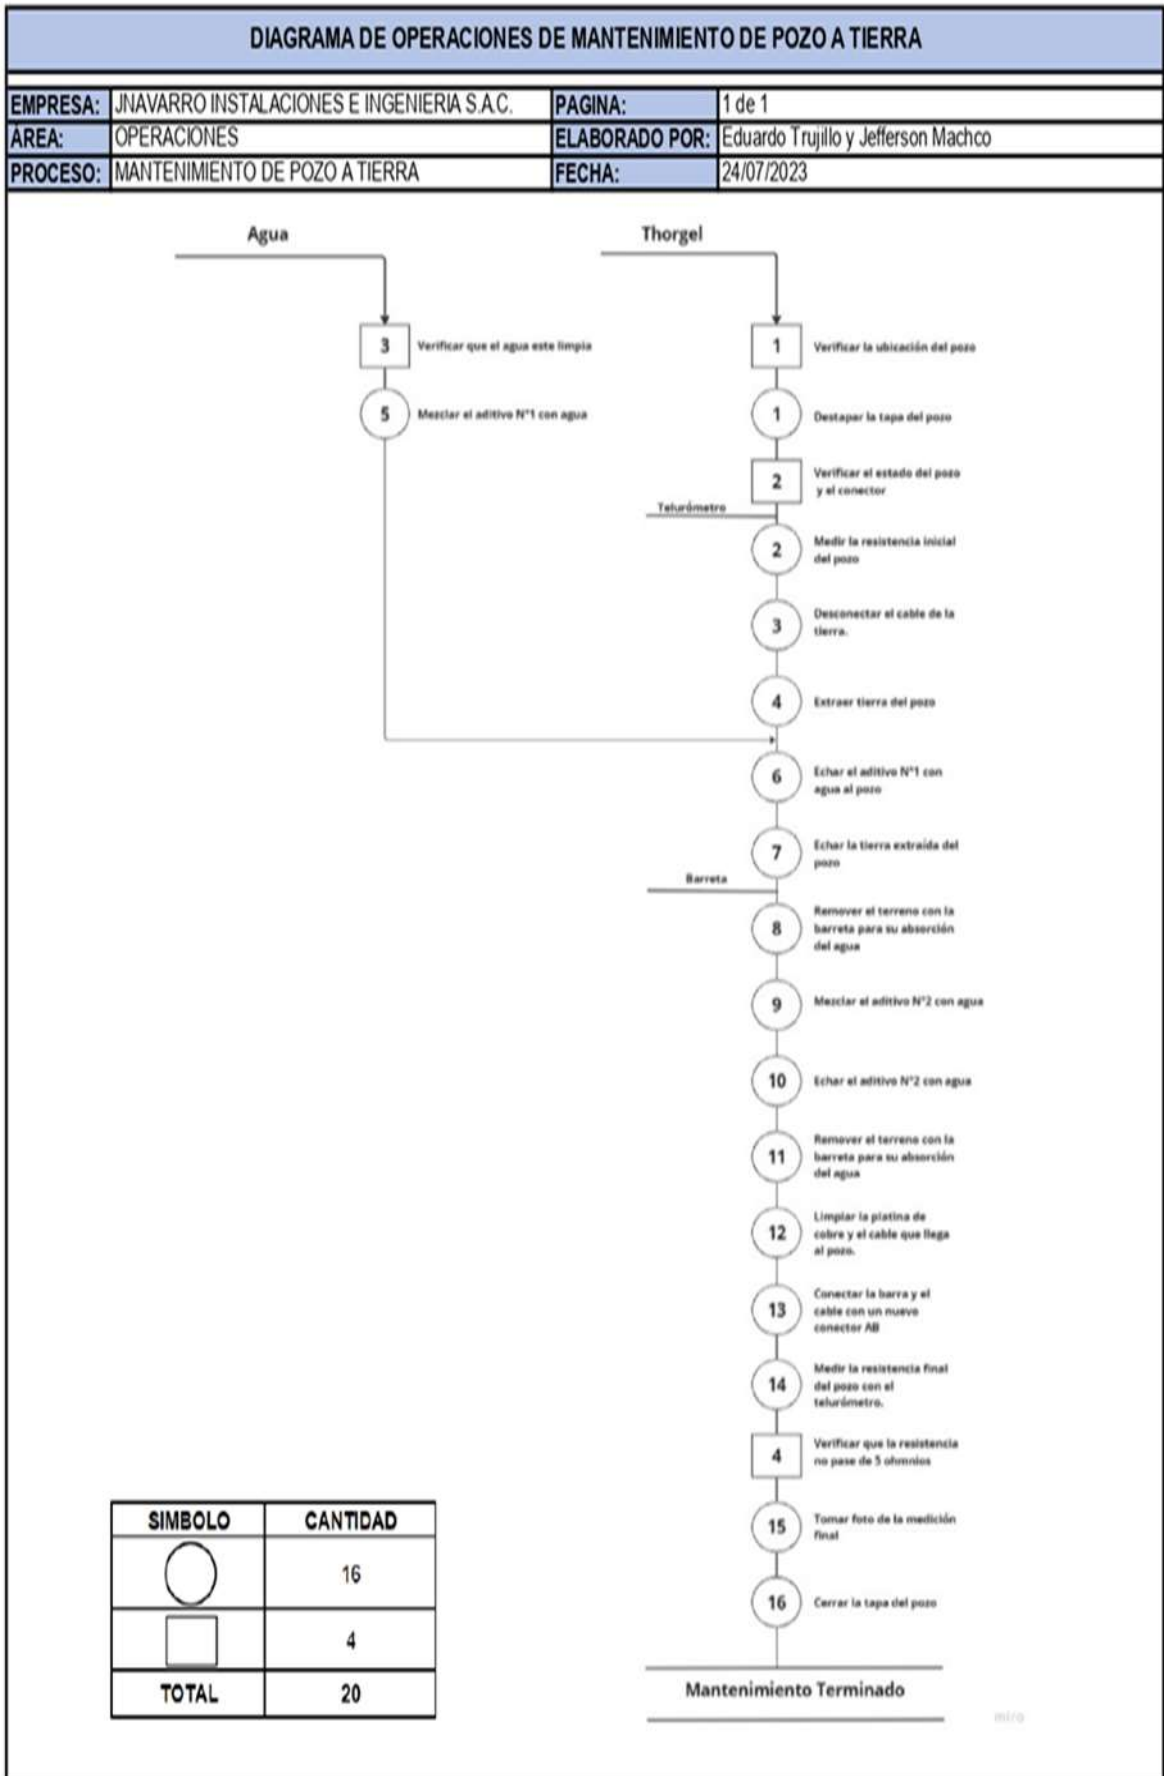 DIAGRAMA DE OPERACIONES DE MANTENIMIENTO DE POZO A TIERRA
EMPRESA: JNAVARRO INSTALACIONES E INGENIERIA S.A.C. PAGINA: 1 de 1
ÁREA: OPERACIONES ELABORADO POR: Eduardo Trujillo y Jefferson Machco
PROCESO: MANTENIMIENTO DE POZO A TIERRA FECHA: 24/07/2023
Agua
3 Verificar que el agua este limpia
5 Mezclar el aditivo N°1 con agua
Thorgel
1 Verificar la ubicación del pozo
1 Destapar la tapa del pozo
2 Verificar el estado del pozo
y el conector
Telurómetro
2 Medir la resistencia inicial
del pozo
3 Desconectar el cable de la
tierra.
4 Extraer tierra del pozo
6 Echar el aditivo N°1 con
agua al pozo
7 Echar la tierra extraída del
pozo
Barreta
8 Remover el terreno con la
barreta para su absorción
del agua
9 Mezclar el aditivo N°2 con agua
10 Echar el aditivo N°2 con agua
11 Remover el terreno con la
barreta para su absorción
del agua
12 Limpiar la platina de
cobre y el cable que llega
al pozo.
13 Conectar la barra y el
cable con un nuevo
conector AB
14 Medir la resistencia final
del pozo con el
telurómetro.
4 Verificar que la resistencia
no pase de 5 ohmnios
15 Tomar foto de la medición
final
16 Cerrar la tapa del pozo
Mantenimiento Terminado
SIMBOLO CANTIDAD
16
4
TOTAL 20
miro